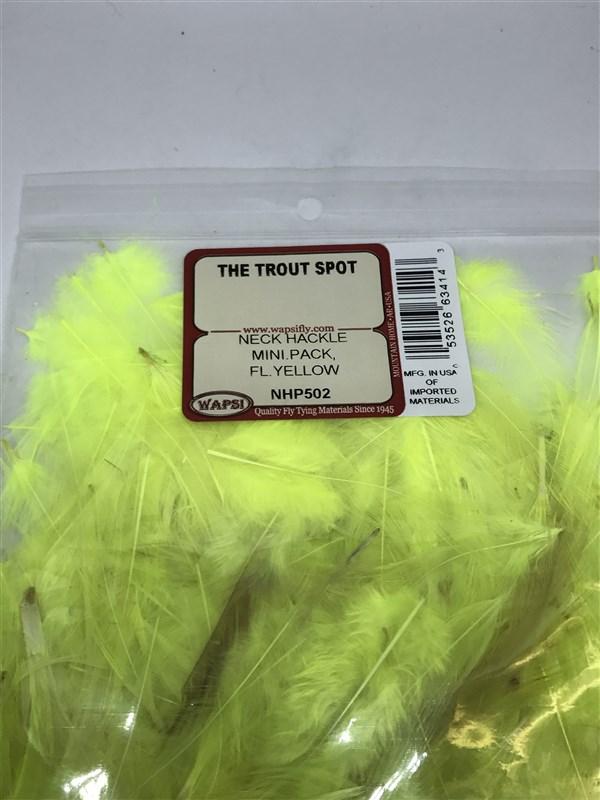 THE TROUT SPOT
www.wapsifly.com
NECK HACKLE
MINI.PACK,
FL.YELLOW
NHP502
WAPSI
Quality Fly Tying Materials Since 1945
MOUNTAIN HOME • AR • USA
53526 63414 3
MFG. IN USA
OF
IMPORTED
MATERIALS